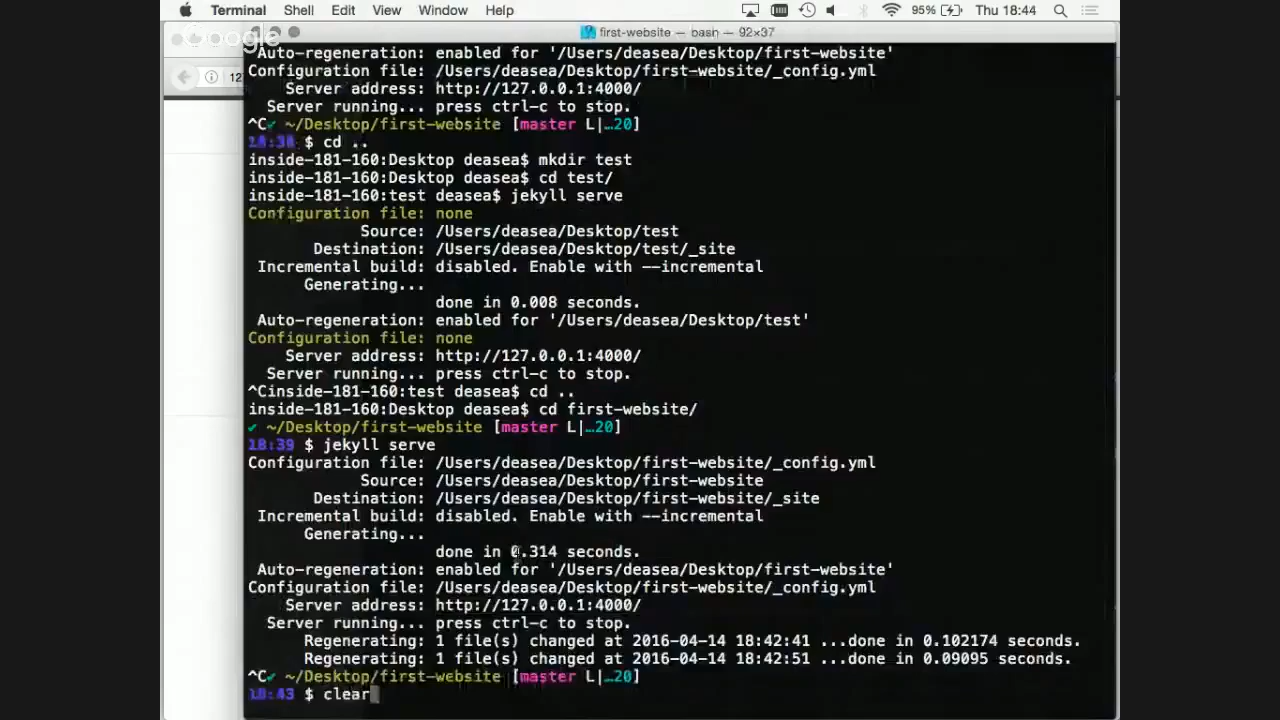 Terminal Shell Edit View Window Help 95% Thu 18:44
Google
first-website — bash — 92×37
Auto-regeneration: enabled for '/Users/deasea/Desktop/first-website'
Configuration file: /Users/deasea/Desktop/first-website/_config.yml
12
Server address: http://127.0.0.1:4000/
Server running... press ctrl-c to stop.
^C✔ ~/Desktop/first-website [master L|…20]
18:38 $ cd ..
inside-181-160:Desktop deasea$ mkdir test
inside-181-160:Desktop deasea$ cd test/
inside-181-160:test deasea$ jekyll serve
Configuration file: none
Source: /Users/deasea/Desktop/test
Destination: /Users/deasea/Desktop/test/_site
Incremental build: disabled. Enable with --incremental
Generating...
done in 0.008 seconds.
Auto-regeneration: enabled for '/Users/deasea/Desktop/test'
Configuration file: none
Server address: http://127.0.0.1:4000/
Server running... press ctrl-c to stop.
^Cinside-181-160:test deasea$ cd ..
inside-181-160:Desktop deasea$ cd first-website/
✔ ~/Desktop/first-website [master L|…20]
18:39 $ jekyll serve
Configuration file: /Users/deasea/Desktop/first-website/_config.yml
Source: /Users/deasea/Desktop/first-website
Destination: /Users/deasea/Desktop/first-website/_site
Incremental build: disabled. Enable with --incremental
Generating...
done in 0.314 seconds.
Auto-regeneration: enabled for '/Users/deasea/Desktop/first-website'
Configuration file: /Users/deasea/Desktop/first-website/_config.yml
Server address: http://127.0.0.1:4000/
Server running... press ctrl-c to stop.
Regenerating: 1 file(s) changed at 2016-04-14 18:42:41 ...done in 0.102174 seconds.
Regenerating: 1 file(s) changed at 2016-04-14 18:42:51 ...done in 0.09095 seconds.
^C✔ ~/Desktop/first-website [master L|…20]
18:43 $ clear